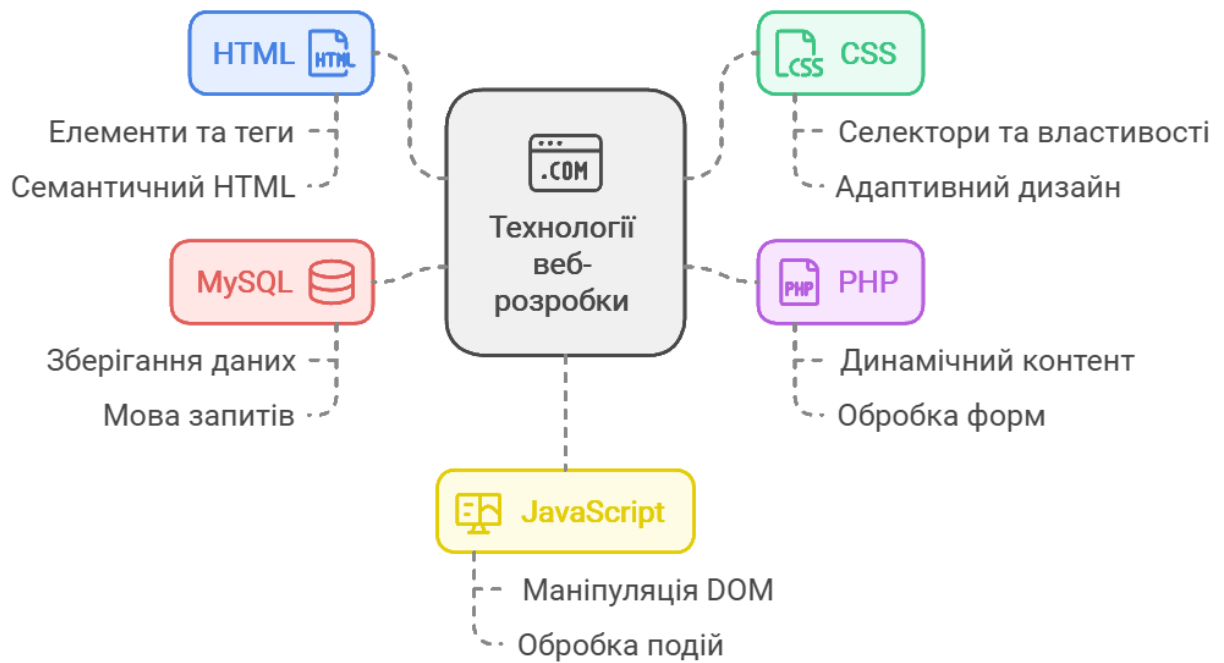 HTML
HTML
Елементи та теги
Семантичний HTML
MySQL
Зберігання даних
Мова запитів
.COM
Технології
веб-
розробки
CSS
CSS
Селектори та властивості
Адаптивний дизайн
PHP
PHP
Динамічний контент
Обробка форм
JavaScript
Маніпуляція DOM
Обробка подій